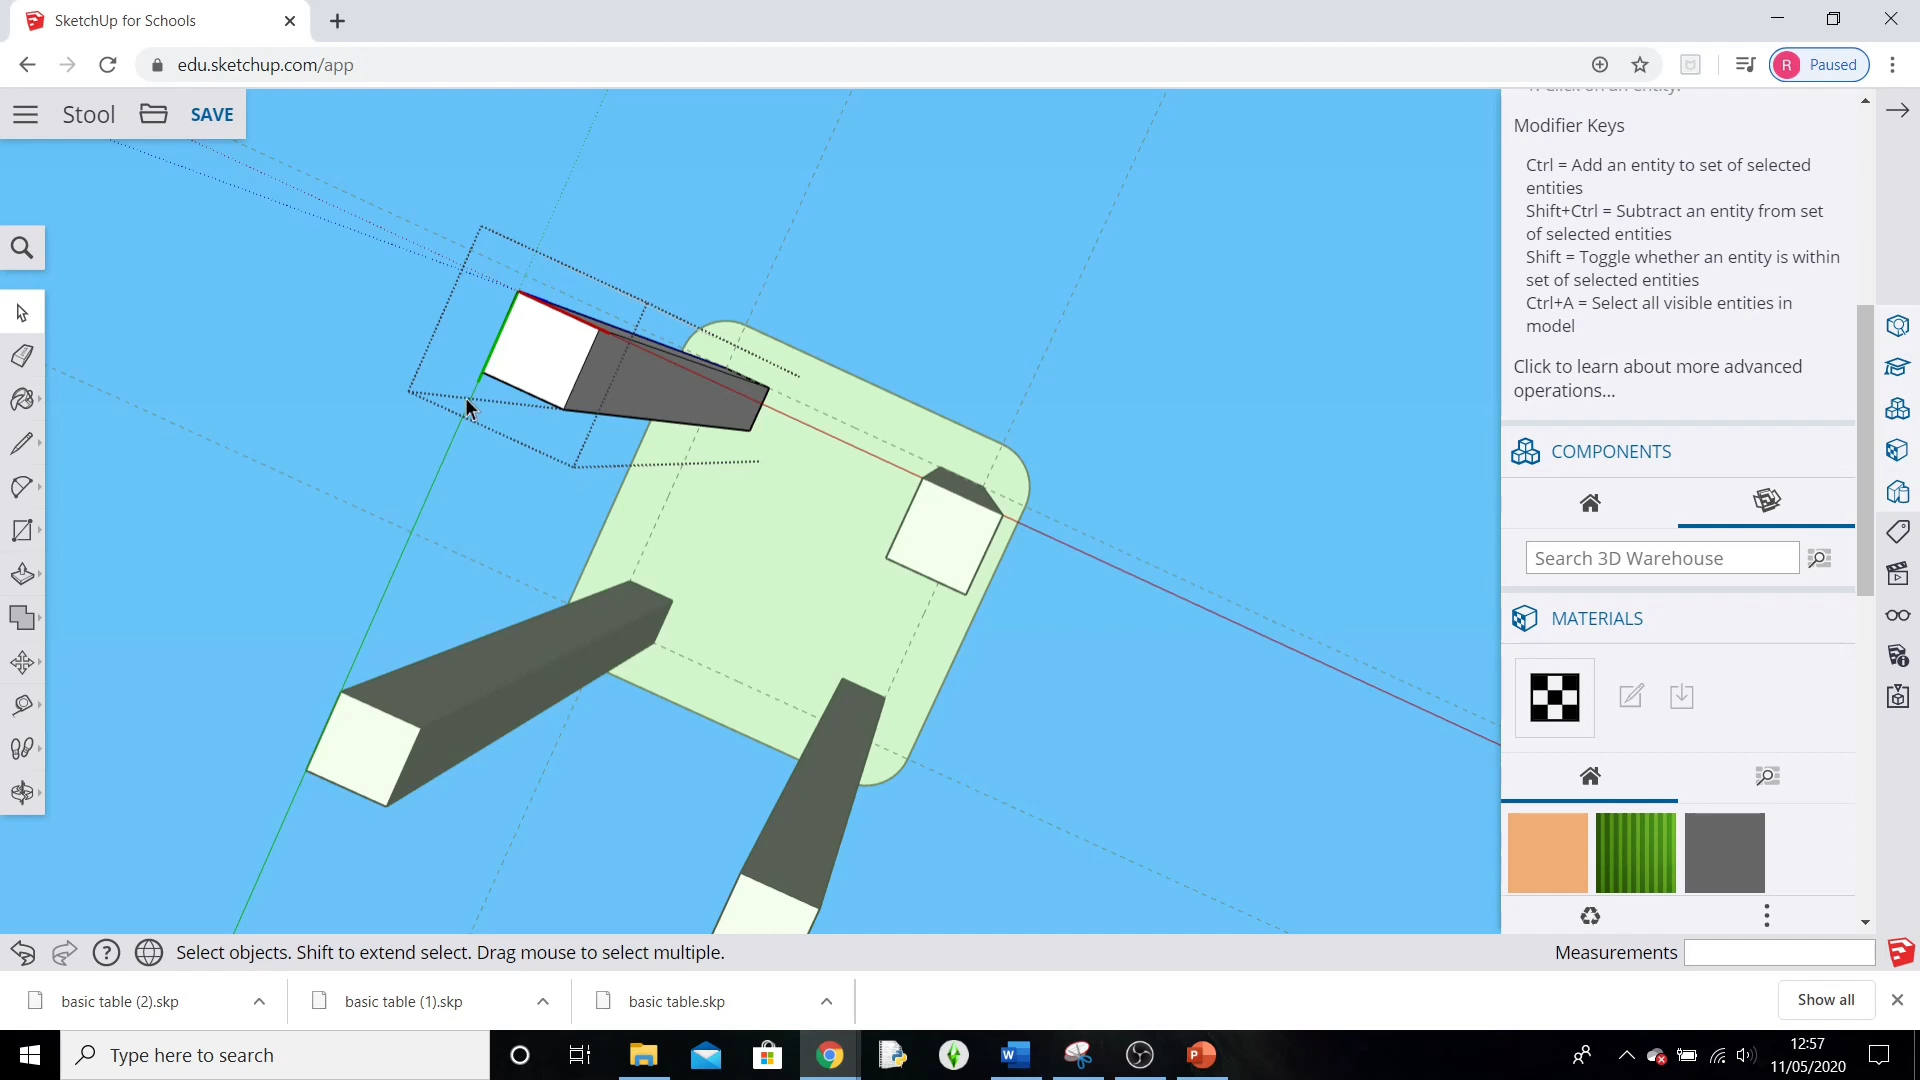 SketchUp for Schools
edu.sketchup.com/app
R Paused
Stool SAVE
Modifier Keys
Ctrl = Add an entity to set of selected
entities
Shift+Ctrl = Subtract an entity from set
of selected entities
Shift = Toggle whether an entity is within
set of selected entities
Ctrl+A = Select all visible entities in
model
Click to learn about more advanced
operations...
COMPONENTS
Search 3D Warehouse
MATERIALS
Select objects. Shift to extend select. Drag mouse to select multiple.
Measurements
basic table (2).skp
basic table (1).skp
basic table.skp
Show all
Type here to search
12:57
11/05/2020